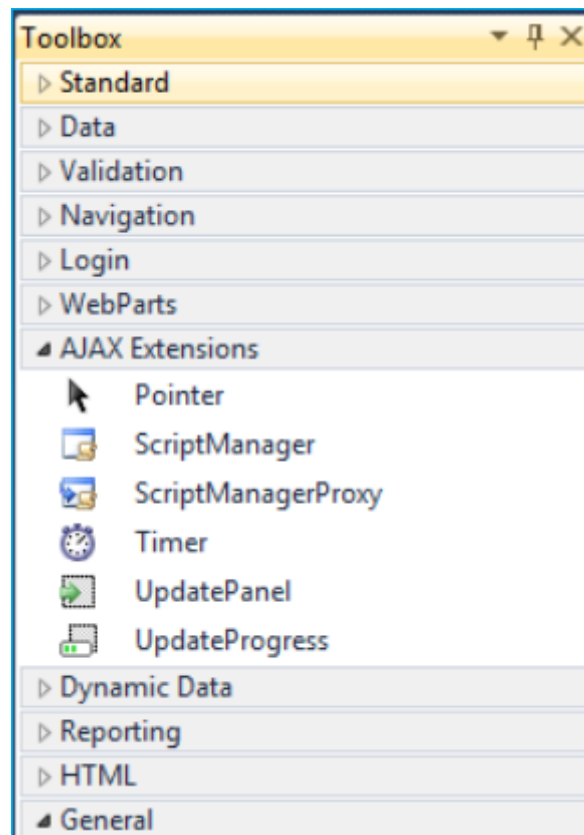 Toolbox
Standard
Data
Validation
Navigation
Login
WebParts
AJAX Extensions
Pointer
ScriptManager
ScriptManagerProxy
Timer
UpdatePanel
UpdateProgress
Dynamic Data
Reporting
HTML
General